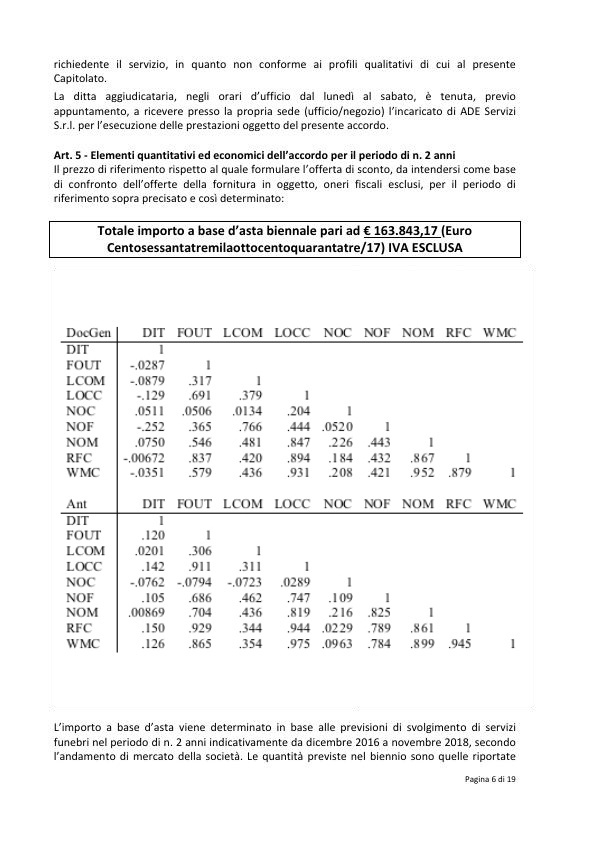 richiedente il servizio, in quanto non conforme ai profili qualitativi di cui al presente
Capitolato.
La ditta aggiudicataria, negli orari d’ufficio dal lunedì al sabato, è tenuta, previo
appuntamento, a ricevere presso la propria sede (ufficio/negozio) l’incaricato di ADE Servizi
S.r.l. per l’esecuzione delle prestazioni oggetto del presente accordo.
Art. 5 - Elementi quantitativi ed economici dell’accordo per il periodo di n. 2 anni
Il prezzo di riferimento rispetto al quale formulare l’offerta di sconto, da intendersi come base
di confronto dell’offerte della fornitura in oggetto, oneri fiscali esclusi, per il periodo di
riferimento sopra precisato e così determinato:
Totale importo a base d’asta biennale pari ad € 163.843,17 (Euro
Centosessantatremilaottocentoquarantatre/17) IVA ESCLUSA
DocGen DIT FOUT LCOM LOCC NOC NOF NOM RFC WMC
DIT 1
FOUT -.0287 1
LCOM -.0879 .317 1
LOCC -.129 .691 .379 1
NOC .0511 .0506 .0134 .204 1
NOF -.252 .365 .766 .444 .0520 1
NOM .0750 .546 .481 .847 .226 .443 1
RFC -.00672 .837 .420 .894 .184 .432 .867 1
WMC -.0351 .579 .436 .931 .208 .421 .952 .879 1
Ant DIT FOUT LCOM LOCC NOC NOF NOM RFC WMC
DIT 1
FOUT .120 1
LCOM .0201 .306 1
LOCC .142 .911 .311 1
NOC -.0762 -.0794 -.0723 .0289 1
NOF .105 .686 .462 .747 .109 1
NOM .00869 .704 .436 .819 .216 .825 1
RFC .150 .929 .344 .944 .0229 .789 .861 1
WMC .126 .865 .354 .975 .0963 .784 .899 .945 1
L’importo a base d’asta viene determinato in base alle previsioni di svolgimento di servizi
funebri nel periodo di n. 2 anni indicativamente da dicembre 2016 a novembre 2018, secondo
l’andamento di mercato della società. Le quantità previste nel biennio sono quelle riportate
Pagina 6 di 19